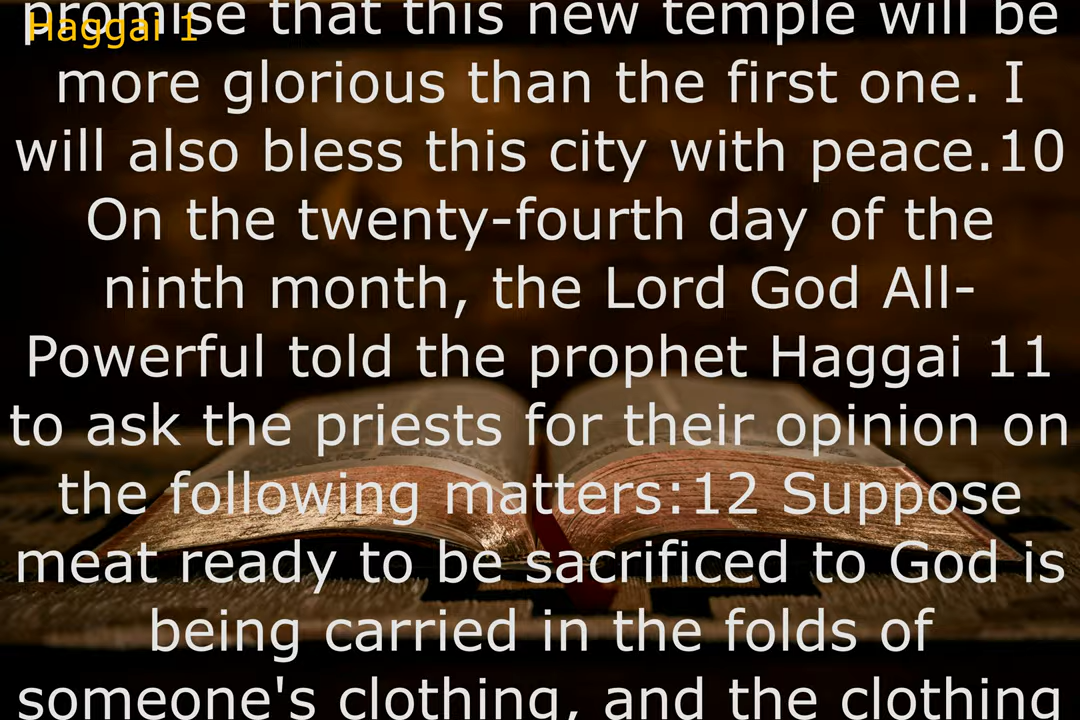 promise that this new temple will be
Haggai 1
more glorious than the first one. I
will also bless this city with peace.10
On the twenty-fourth day of the
ninth month, the Lord God All-
Powerful told the prophet Haggai 11
to ask the priests for their opinion on
the following matters:12 Suppose
meat ready to be sacrificed to God is
being carried in the folds of
someone's clothing, and the clothing